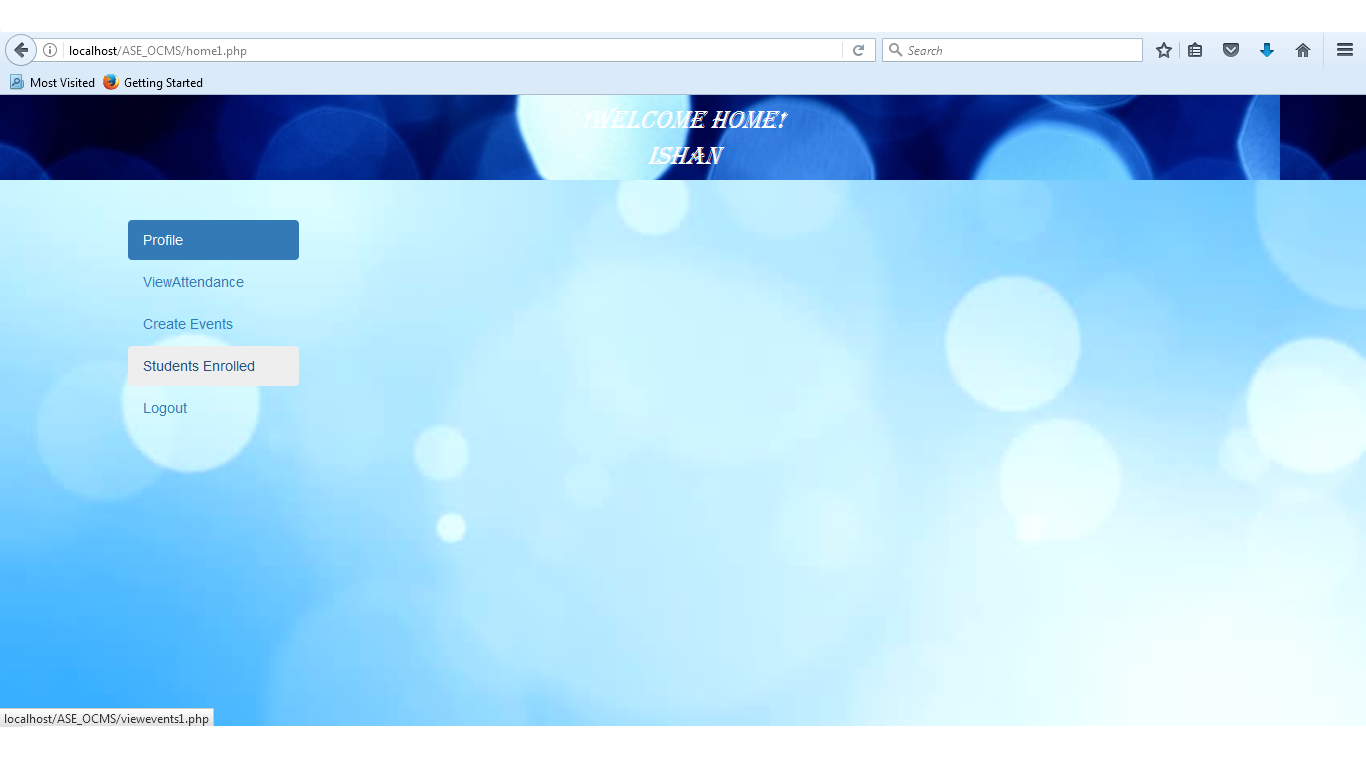 localhost/ASE_OCMS/home1.php
Search
Most Visited
Getting Started
!WELCOME HOME!
ISHAN
Profile
ViewAttendance
Create Events
Students Enrolled
Logout
localhost/ASE_OCMS/viewevents1.php